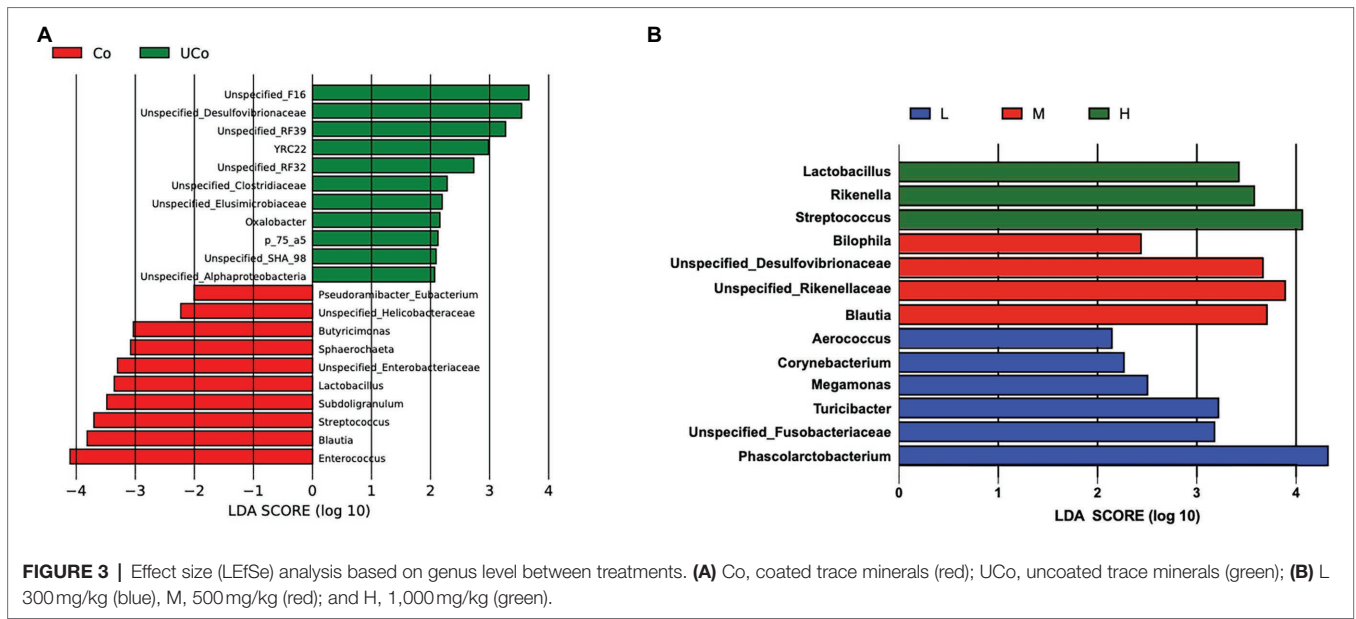 A
Co
UCo
Unspecified_F16
Unspecified_Desulfovibrionaceae
Unspecified_RF39
YRC22
Unspecified_RF32
Unspecified_Clostridiaceae
Unspecified_Elusimicrobiaceae
Oxalobacter
p_75_a5
Unspecified_SHA_98
Unspecified_Alphaproteobacteria
Pseudoramibacter_Eubacterium
Unspecified_Helicobacteraceae
Butyricimonas
Sphaerochaeta
Unspecified_Enterobacteriaceae
Lactobacillus
Subdoligranulum
Streptococcus
Blautia
Enterococcus
−4 −3 −2 −1 0 1 2 3 4
LDA SCORE (log 10)
B
L
M
H
Lactobacillus
Rikenella
Streptococcus
Bilophila
Unspecified_Desulfovibrionaceae
Unspecified_Rikenellaceae
Blautia
Aerococcus
Corynebacterium
Megamonas
Turicibacter
Unspecified_Fusobacteriaceae
Phascolarctobacterium
0 1 2 3 4
LDA SCORE (log 10)
FIGURE 3 | Effect size (LEfSe) analysis based on genus level between treatments. (A) Co, coated trace minerals (red); UCo, uncoated trace minerals (green); (B) L
300 mg/kg (blue), M, 500 mg/kg (red); and H, 1,000 mg/kg (green).